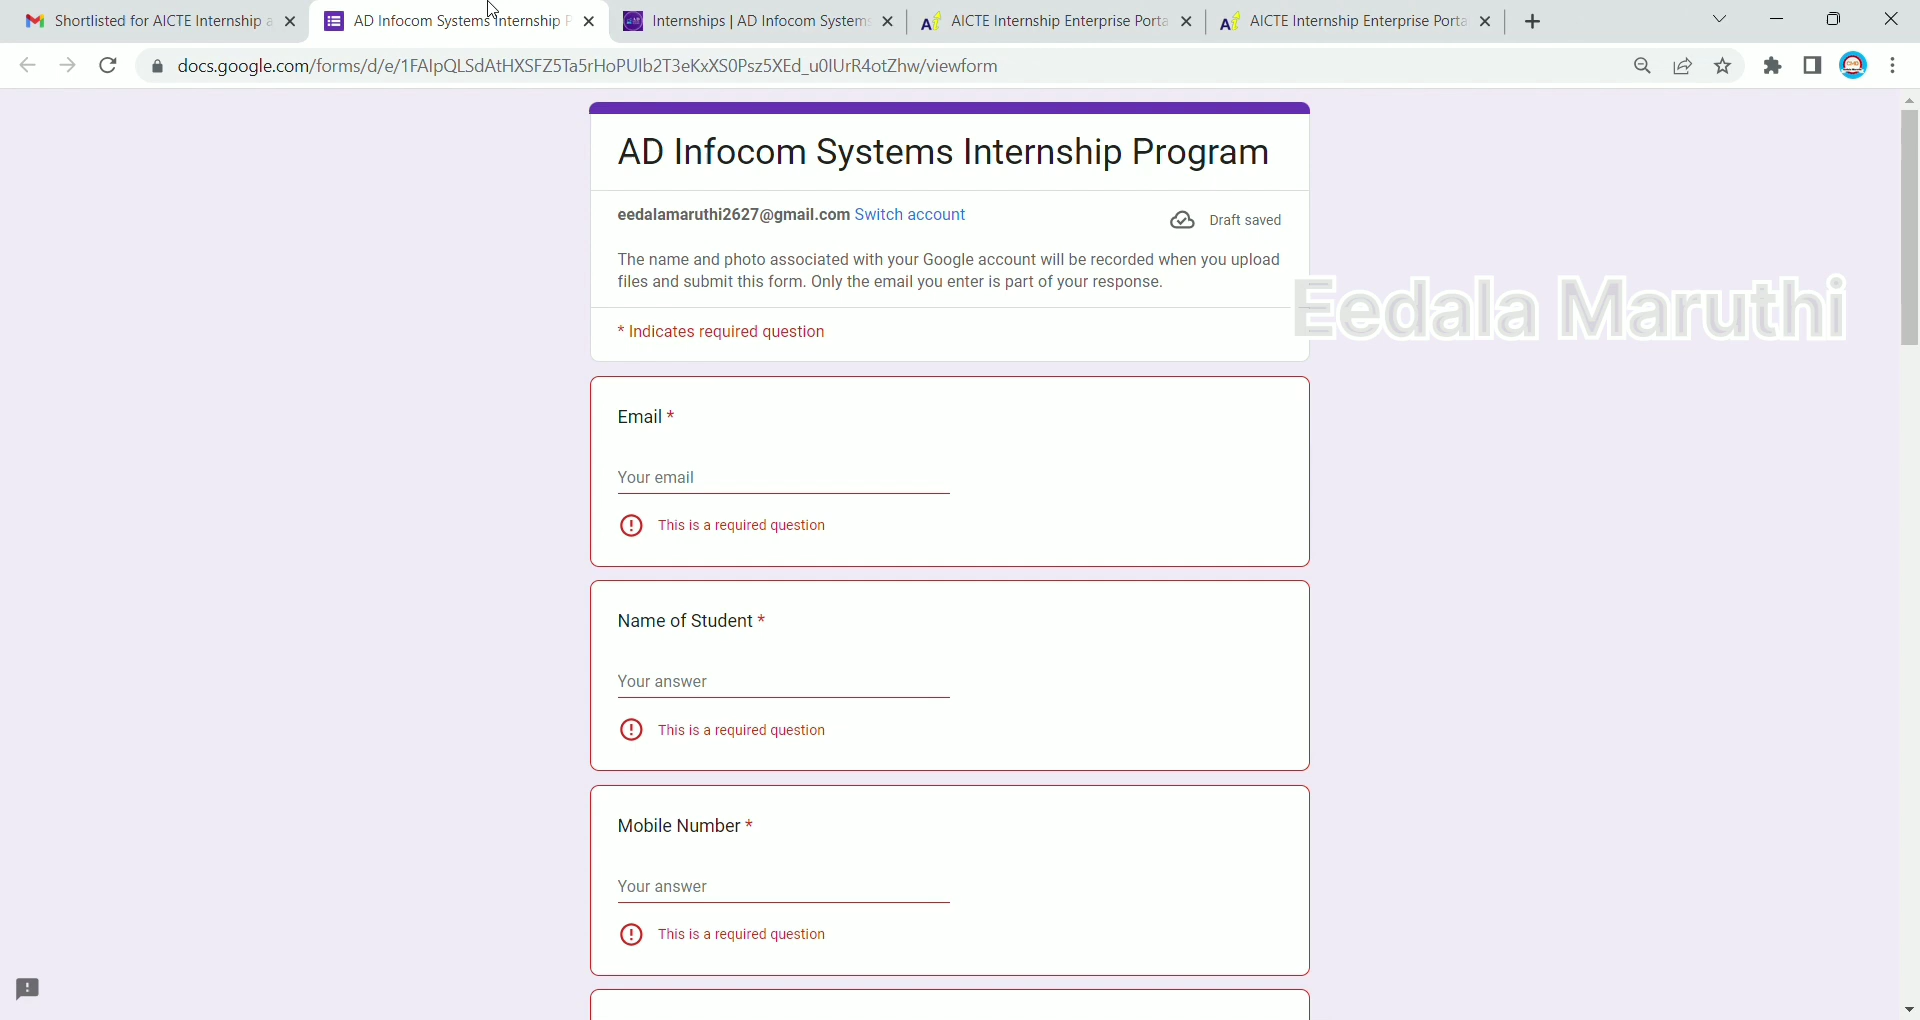 Shortlisted for AICTE Internship a
AD Infocom Systems Internship P
Internships | AD Infocom Systems
AICTE Internship Enterprise Porta
AICTE Internship Enterprise Porta
docs.google.com/forms/d/e/1FAIpQLSdAtHXSFZ5Ta5rHoPUIb2T3eKxXS0Psz5XEd_u0IUrR4otZhw/viewform
AD Infocom Systems Internship Program
eedalamaruthi2627@gmail.com Switch account
Draft saved
The name and photo associated with your Google account will be recorded when you upload
files and submit this form. Only the email you enter is part of your response.
Eedala Maruthi
* Indicates required question
Email *
Your email
This is a required question
Name of Student *
Your answer
This is a required question
Mobile Number *
Your answer
This is a required question